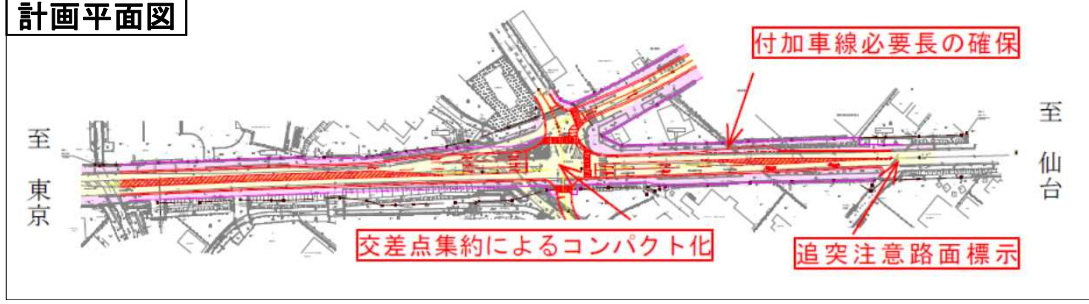 計画平面図
付加車線必要長の確保
至 東京
至 仙台
交差点集約によるコンパクト化
追突注意路面標示